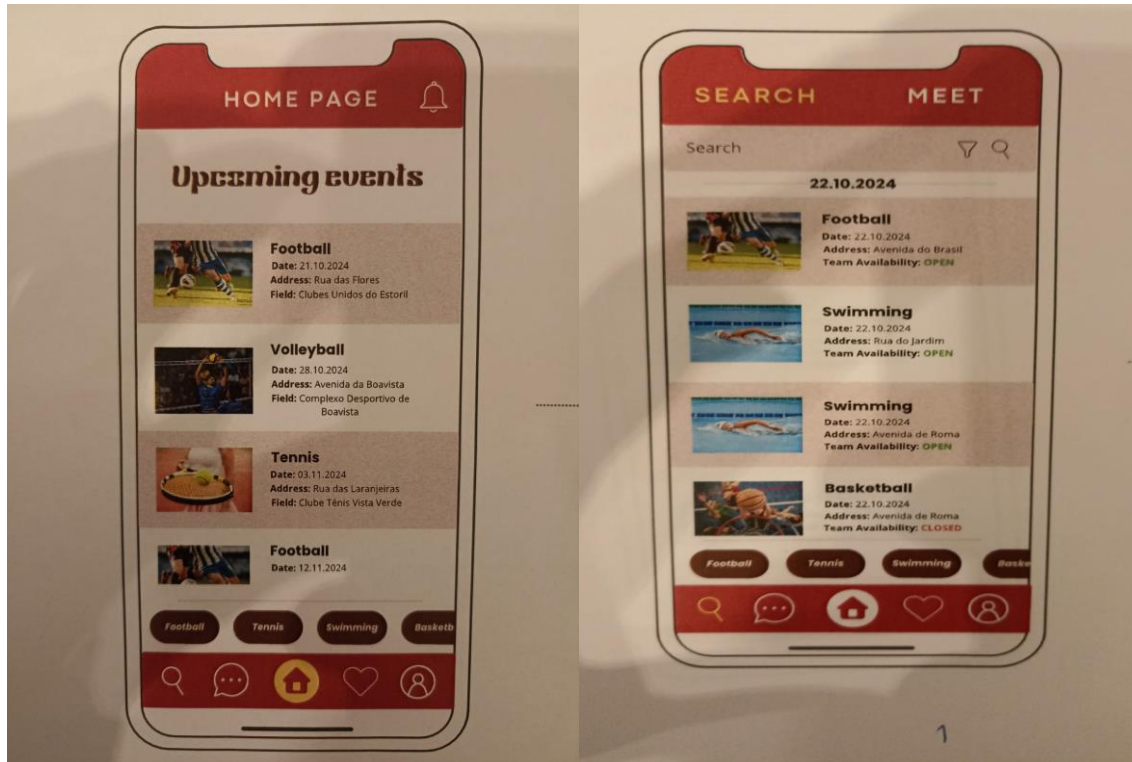 HOME PAGE
Upcoming events
Football
Date: 21.10.2024
Address: Rua das Flores
Field: Clubes Unidos do Estoril
Volleyball
Date: 28.10.2024
Address: Avenida da Boavista
Field: Complexo Desportivo de
Boavista
Tennis
Date: 03.11.2024
Address: Rua das Laranjeiras
Field: Clube Ténis Vista Verde
Football
Date: 12.11.2024
Football Tennis Swimming Basketb
SEARCH MEET
Search
22.10.2024
Football
Date: 22.10.2024
Address: Avenida do Brasil
Team Availability: OPEN
Swimming
Date: 22.10.2024
Address: Rua do Jardim
Team Availability: OPEN
Swimming
Date: 22.10.2024
Address: Avenida de Roma
Team Availability: OPEN
Basketball
Date: 22.10.2024
Address: Avenida de Roma
Team Availability: CLOSED
Football Tennis Swimming Baske
1